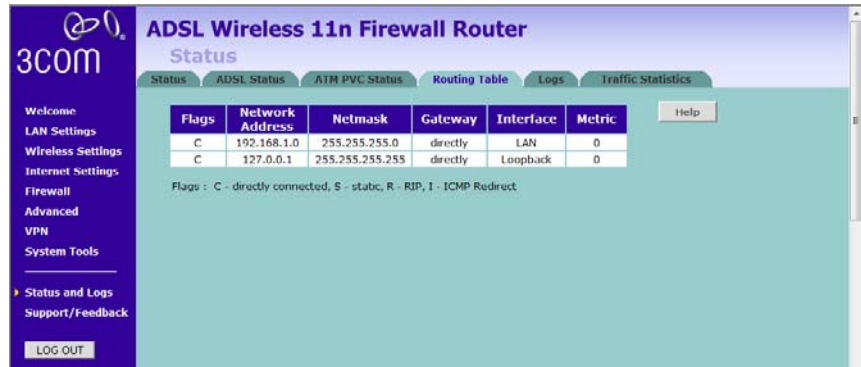 3COM
ADSL Wireless 11n Firewall Router
Status
Status ADSL Status ATM PVC Status Routing Table Logs Traffic Statistics
Welcome
LAN Settings
Wireless Settings
Internet Settings
Firewall
Advanced
VPN
System Tools
Status and Logs
Support/Feedback
LOG OUT
Flags Network Address Netmask Gateway Interface Metric
C 192.168.1.0 255.255.255.0 directly LAN 0
C 127.0.0.1 255.255.255.255 directly Loopback 0
Flags : C - directly connected, S - static, R - RIP, I - ICMP Redirect
Help